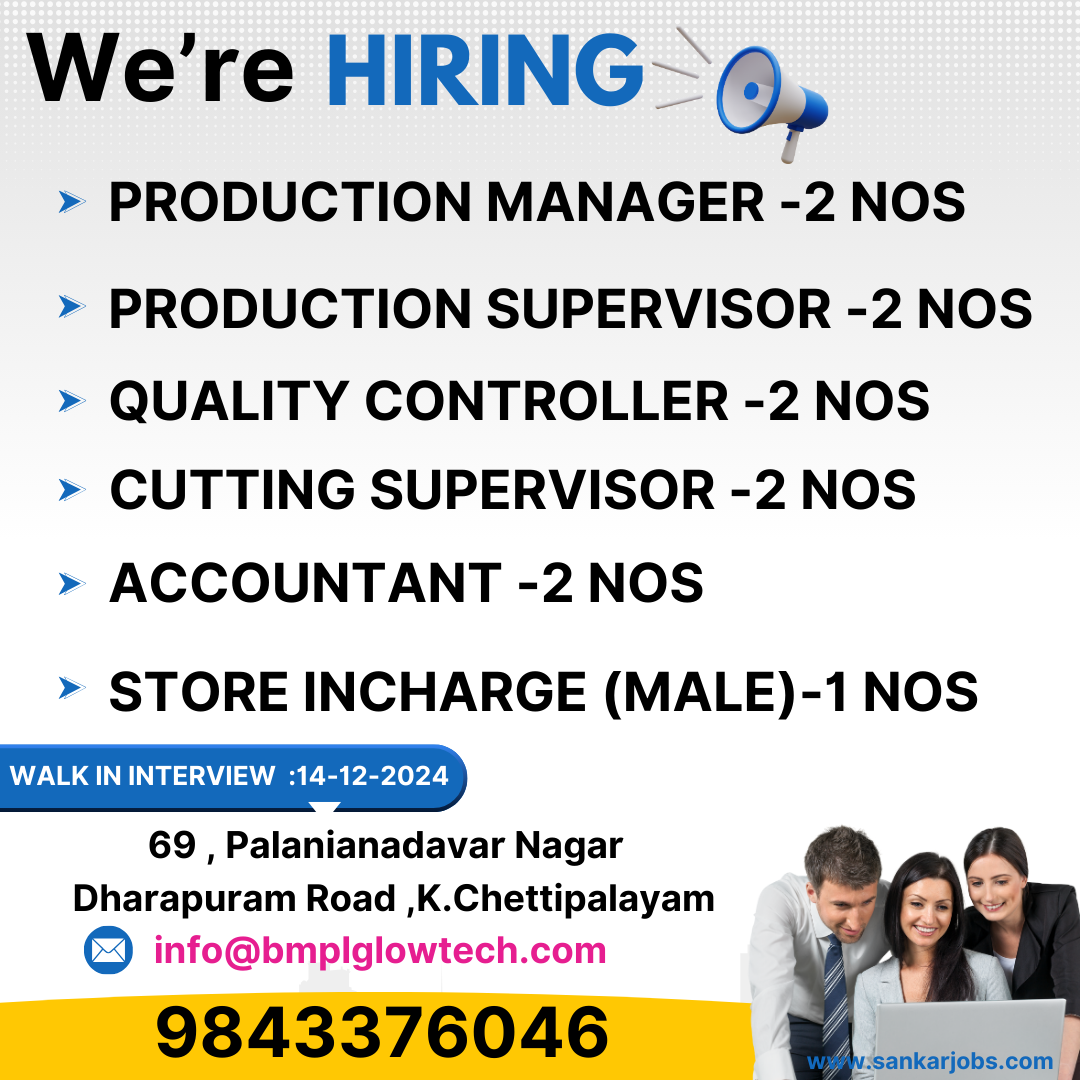 We're HIRING
PRODUCTION MANAGER -2 NOS
PRODUCTION SUPERVISOR -2 NOS
QUALITY CONTROLLER -2 NOS
CUTTING SUPERVISOR -2 NOS
ACCOUNTANT -2 NOS
STORE INCHARGE (MALE)-1 NOS
WALK IN INTERVIEW :14-12-2024
69 , Palanianadavar Nagar
Dharapuram Road ,K.Chettipalayam
info@bmplglowtech.com
9843376046
www.sankarjobs.com